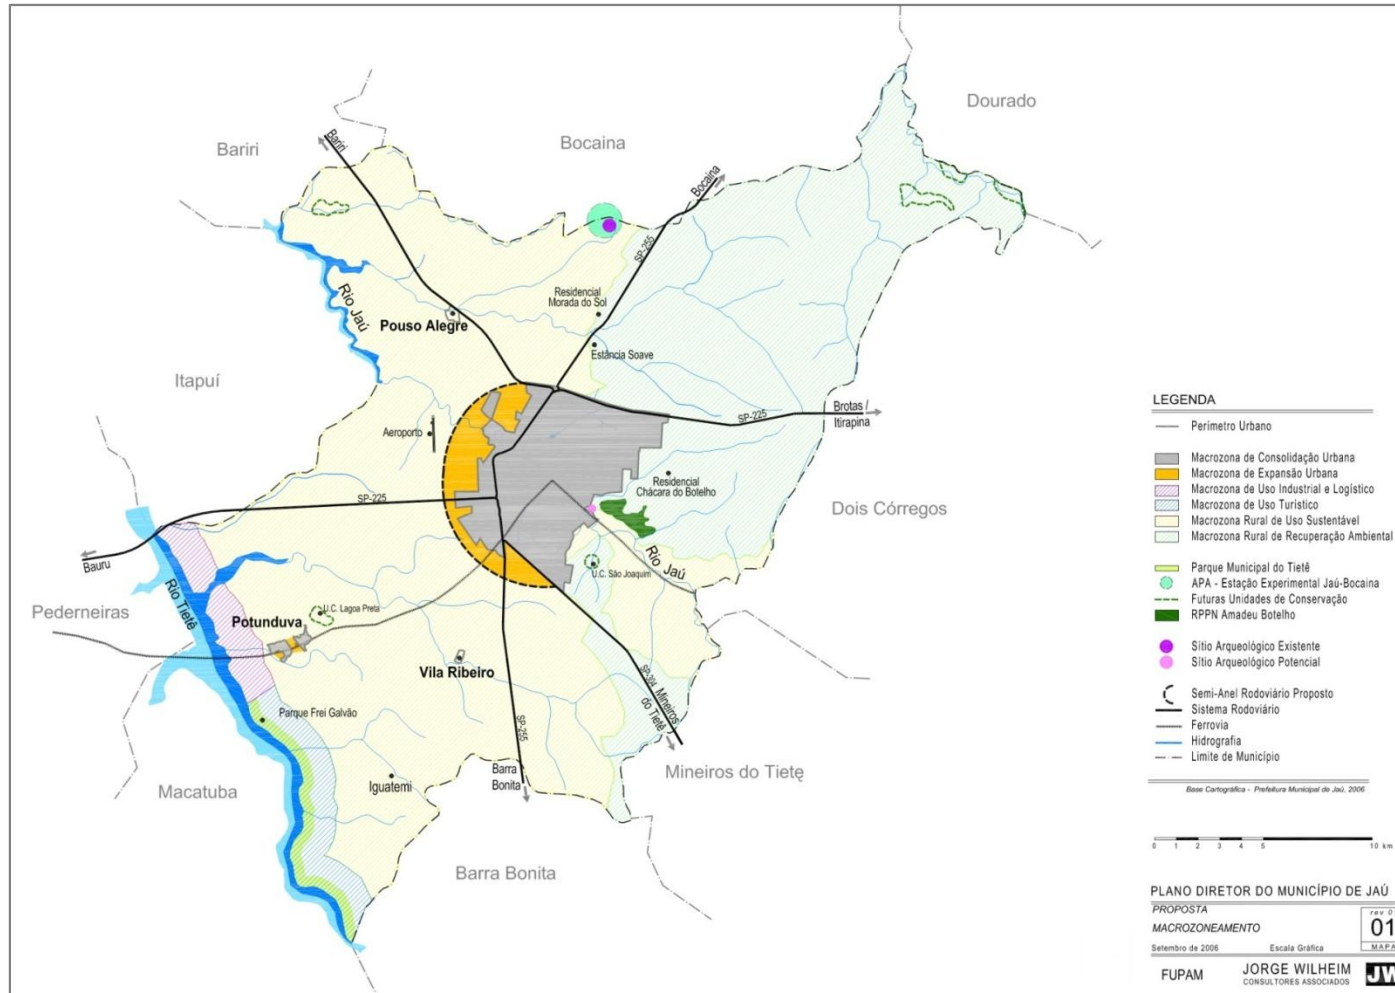 Dourado
Bariri
Bocaina
Bariri
Bocaina
SP-255
Rio Jaú
Residencial
Morada do Sol
Pouso Alegre
Estância Soave
Itapuí
Aeroporto
SP-225
Brotas /
Itirapina
Residencial
Chácara do Botelho
SP-225
Dois Córregos
Bauru
Rio Jaú
U.C. São Joaquim
Pederneiras
Rio Tietê
U.C. Lagoa Preta
Potunduva
Vila Ribeiro
SP-304
Mineiros
do Tietê
Parque Frei Galvão
SP-255
Barra
Bonita
Mineiros do Tietę
Macatuba
Iguatemi
Barra Bonita
LEGENDA
Perímetro Urbano
Macrozona de Consolidação Urbana
Macrozona de Expansão Urbana
Macrozona de Uso Industrial e Logístico
Macrozona de Uso Turístico
Macrozona Rural de Uso Sustentável
Macrozona Rural de Recuperação Ambiental
Parque Municipal do Tietê
APA - Estação Experimental Jaú-Bocaina
Futuras Unidades de Conservação
RPPN Amadeu Botelho
Sítio Arqueológico Existente
Sítio Arqueológico Potencial
Semi-Anel Rodoviário Proposto
Sistema Rodoviário
Ferrovia
Hidrografia
Limite de Município
Base Cartográfica - Prefeitura Municipal de Jaú, 2006
0 1 2 3 4 5 10 km
PLANO DIRETOR DO MUNICÍPIO DE JAÚ
PROPOSTA
MACROZONEAMENTO
rev 0
01
MAPA
Setembro de 2006 Escala Gráfica
FUPAM
JORGE WILHEIM
CONSULTORES ASSOCIADOS
JW